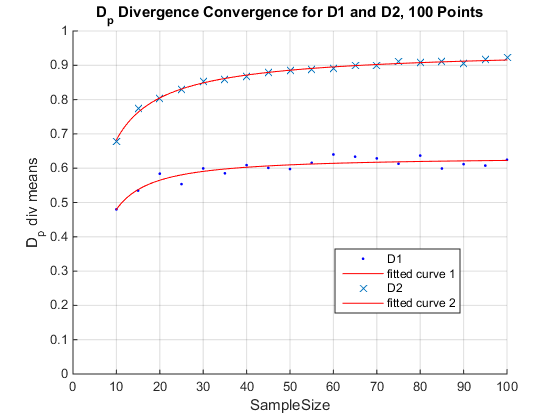 D_p Divergence Convergence for D1 and D2, 100 Points
1
0.9
0.8
0.7
0.6
0.5
0.4
0.3
0.2
0.1
0
D_p div means
D1
fitted curve 1
D2
fitted curve 2
0 10 20 30 40 50 60 70 80 90 100
SampleSize